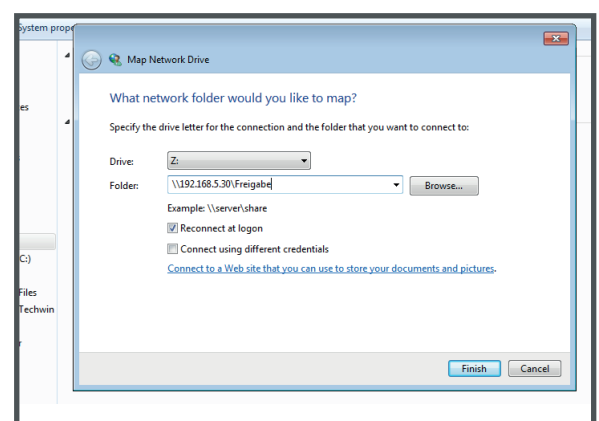 System prope
Map Network Drive
es
What network folder would you like to map?
Specify the drive letter for the connection and the folder that you want to connect to:
Drive: Z:
Folder: \\192.168.5.30\Freigabe Browse...
Example: \\server\share
Reconnect at logon
Connect using different credentials
C:)
Connect to a Web site that you can use to store your documents and pictures.
Files
Techwin
r
Finish Cancel